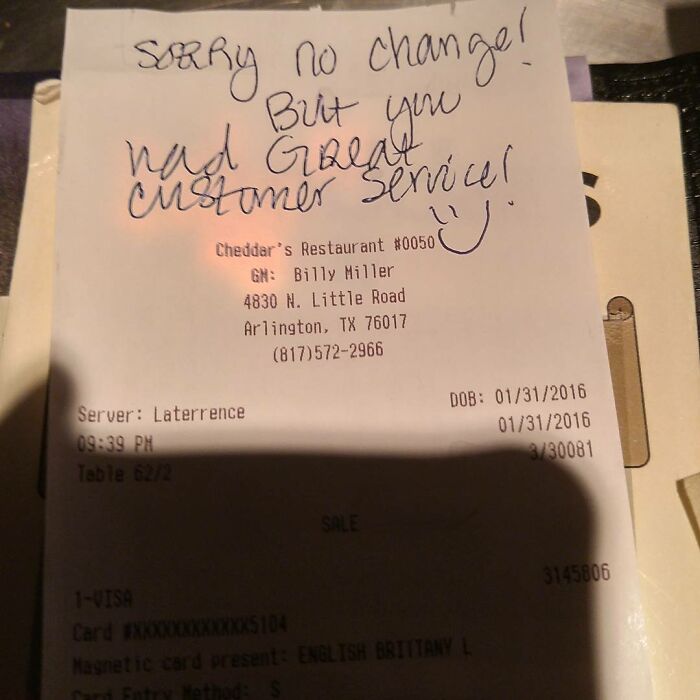 Sorry no change!
But you
had Great
customer service!
Cheddar's Restaurant #0050
GM: Billy Miller
4830 N. Little Road
Arlington, TX 76017
(817)572-2966
DOB: 01/31/2016
Server: Laterrence
01/31/2016
09:39 PM
3/30081
Table 62/2
SALE
3145806
1-VISA
Card #XXXXXXXXXXXX5104
Magnetic card present: ENGLISH BRITTANY L
Card Entry Method: S
S